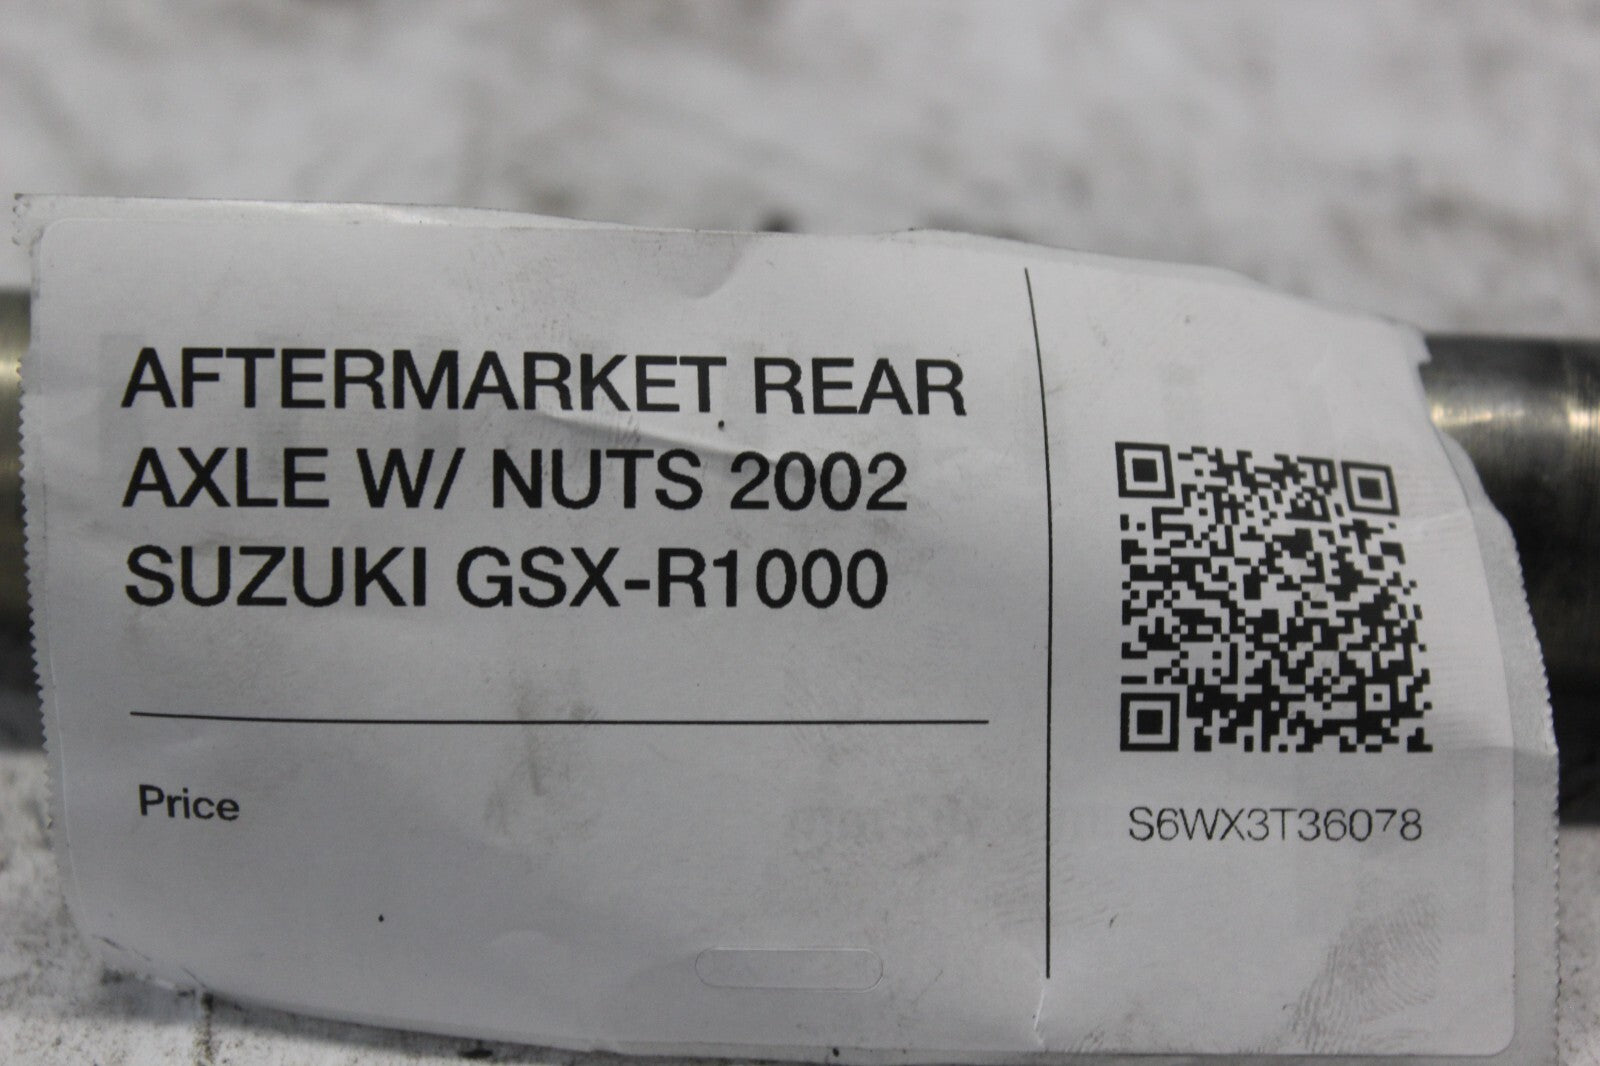 AFTERMARKET REAR
AXLE W/ NUTS 2002
SUZUKI GSX-R1000
Price
S6WX3T36078